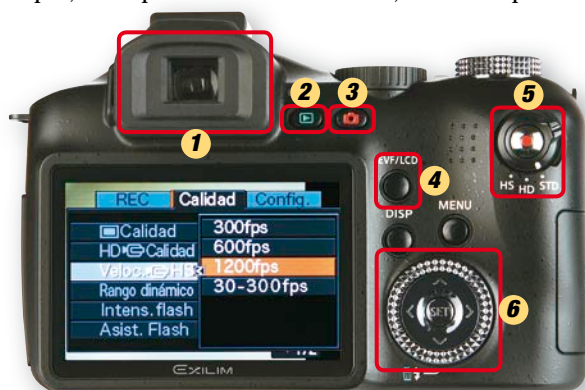 1
2
3
5
4
6
EVF/LCD
HS HD STD
DISP
MENU
REC Calidad Config.
Calidad
HD Calidad
Veloc. HS
Rango dinámico
Intens. flash
Asist. Flash
300fps
600fps
1200fps
30-300fps
SET
EXILIM